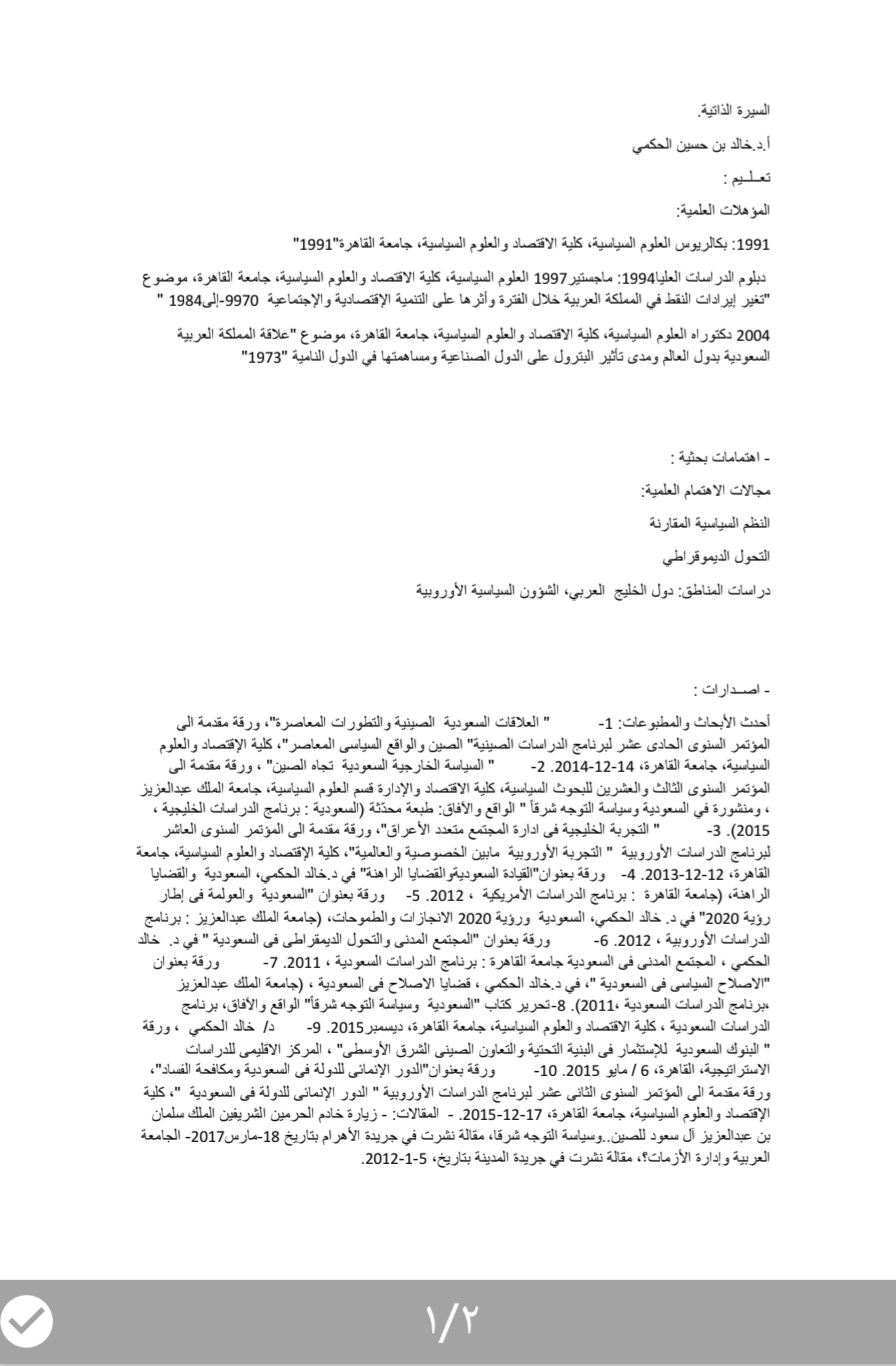 السيرة الذاتية.
أ.د.خالد بن حسين الحكمي
تعـلـيم :
المؤهلات العلمية:
1991: بكالريوس العلوم السياسية، كلية الاقتصاد والعلوم السياسية، جامعة القاهرة"1991"
دبلوم الدراسات العليا1994: ماجستير1997 العلوم السياسية، كلية الاقتصاد والعلوم السياسية، جامعة القاهرة، موضوع
"تغير إيرادات النفط في المملكة العربية خلال الفترة وأثرها على التنمية الإقتصادية والإجتماعية 9970-إلى1984 "
2004 دكتوراه العلوم السياسية، كلية الاقتصاد والعلوم السياسية، جامعة القاهرة، موضوع "علاقة المملكة العربية
السعودية بدول العالم ومدى تأثير البترول على الدول الصناعية ومساهمتها في الدول النامية "1973"
- اهتمامات بحثية :
مجالات الاهتمام العلمية:
النظم السياسية المقارنة
التحول الديموقراطي
دراسات المناطق: دول الخليج العربي، الشؤون السياسية الأوروبية
- اصــدارات :
أحدث الأبحاث والمطبوعات: 1- " العلاقات السعودية الصينية والتطورات المعاصرة"، ورقة مقدمة الى
المؤتمر السنوى الحادى عشر لبرنامج الدراسات الصينية" الصين والواقع السياسى المعاصر"، كلية الإقتصاد والعلوم
السياسية، جامعة القاهرة، 14-12-2014. 2- " السياسة الخارجية السعودية تجاه الصين" ، ورقة مقدمة الى
المؤتمر السنوى الثالث والعشرين للبحوث السياسية، كلية الاقتصاد والإدارة قسم العلوم السياسية، جامعة الملك عبدالعزيز
، ومنشورة في السعودية وسياسة التوجه شرقاً " الواقع والآفاق: طبعة محدّثة (السعودية : برنامج الدراسات الخليجية ،
2015). 3- " التجربة الخليجية فى ادارة المجتمع متعدد الأعراق"، ورقة مقدمة الى المؤتمر السنوى العاشر
لبرنامج الدراسات الأوروبية " التجربة الأوروبية مابين الخصوصية والعالمية"، كلية الإقتصاد والعلوم السياسية، جامعة
القاهرة، 12-12-2013. 4- ورقة بعنوان"القيادة السعوديةوالقضايا الراهنة" في د.خالد الحكمي، السعودية والقضايا
الراهنة، (جامعة القاهرة : برنامج الدراسات الأمريكية ، 2012. 5- ورقة بعنوان "السعودية والعولمة فى إطار
رؤية 2020" في د. خالد الحكمي، السعودية ورؤية 2020 الانجازات والطموحات، (جامعة الملك عبدالعزيز : برنامج
الدراسات الأوروبية ، 2012. 6- ورقة بعنوان "المجتمع المدنى والتحول الديمقراطى فى السعودية " في د. خالد
الحكمي ، المجتمع المدنى فى السعودية جامعة القاهرة : برنامج الدراسات السعودية ، 2011. 7- ورقة بعنوان
"الاصلاح السياسى فى السعودية "، في د.خالد الحكمي ، قضايا الاصلاح فى السعودية ، (جامعة الملك عبدالعزيز
،برنامج الدراسات السعودية ،2011). 8-تحرير كتاب "السعودية وسياسة التوجه شرقاً" الواقع والآفاق، برنامج
الدراسات السعودية ، كلية الاقتصاد والعلوم السياسية، جامعة القاهرة، ديسمبر2015. 9- د/ خالد الحكمي ، ورقة
" البنوك السعودية للإستثمار فى البنية التحتية والتعاون الصينى الشرق الأوسطى" ، المركز الاقليمى للدراسات
الاستراتيجية، القاهرة، 6 / مايو 2015. 10- ورقة بعنوان"الدور الإنمائى للدولة فى السعودية ومكافحة الفساد"،
ورقة مقدمة الى المؤتمر السنوى الثانى عشر لبرنامج الدراسات الأوروبية " الدور الإنمائى للدولة فى السعودية "، كلية
الإقتصاد والعلوم السياسية، جامعة القاهرة، 17-12-2015. - المقالات: - زيارة خادم الحرمين الشريفين الملك سلمان
بن عبدالعزيز آل سعود للصين..وسياسة التوجه شرقا، مقالة نشرت في جريدة الأهرام بتاريخ 18-مارس2017- الجامعة
العربية وإدارة الأزمات؟، مقالة نشرت في جريدة المدينة بتاريخ، 5-1-2012.
١/٢